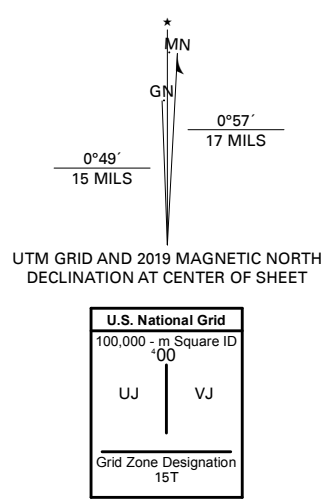 ★
MN
GN
0°57´
17 MILS
0°49´
15 MILS
UTM GRID AND 2019 MAGNETIC NORTH
DECLINATION AT CENTER OF SHEET
U.S. National Grid
100,000 - m Square ID
⁴00
UJ VJ
Grid Zone Designation
15T